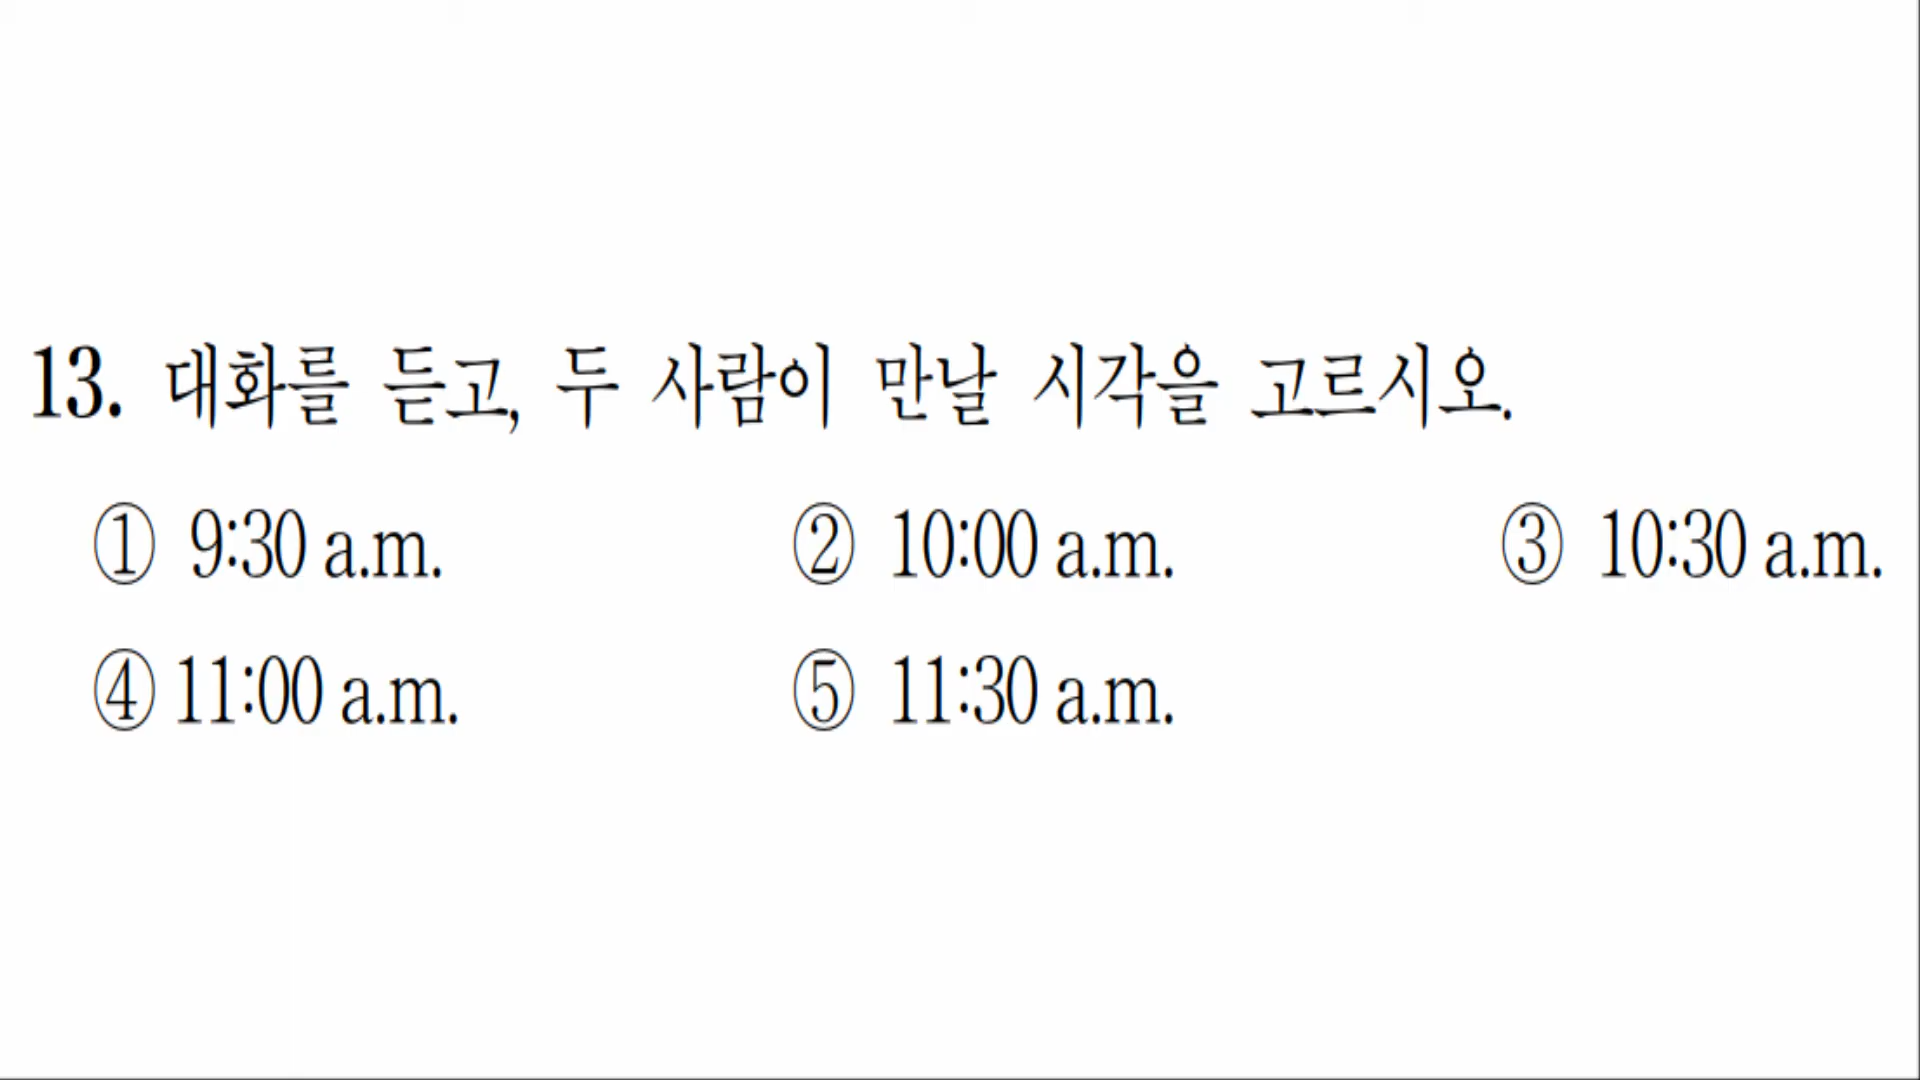 13. 대화를 듣고, 두 사람이 만날 시각을 고르시오.
① 9:30 a.m. ② 10:00 a.m. ③ 10:30 a.m.
④ 11:00 a.m. ⑤ 11:30 a.m.